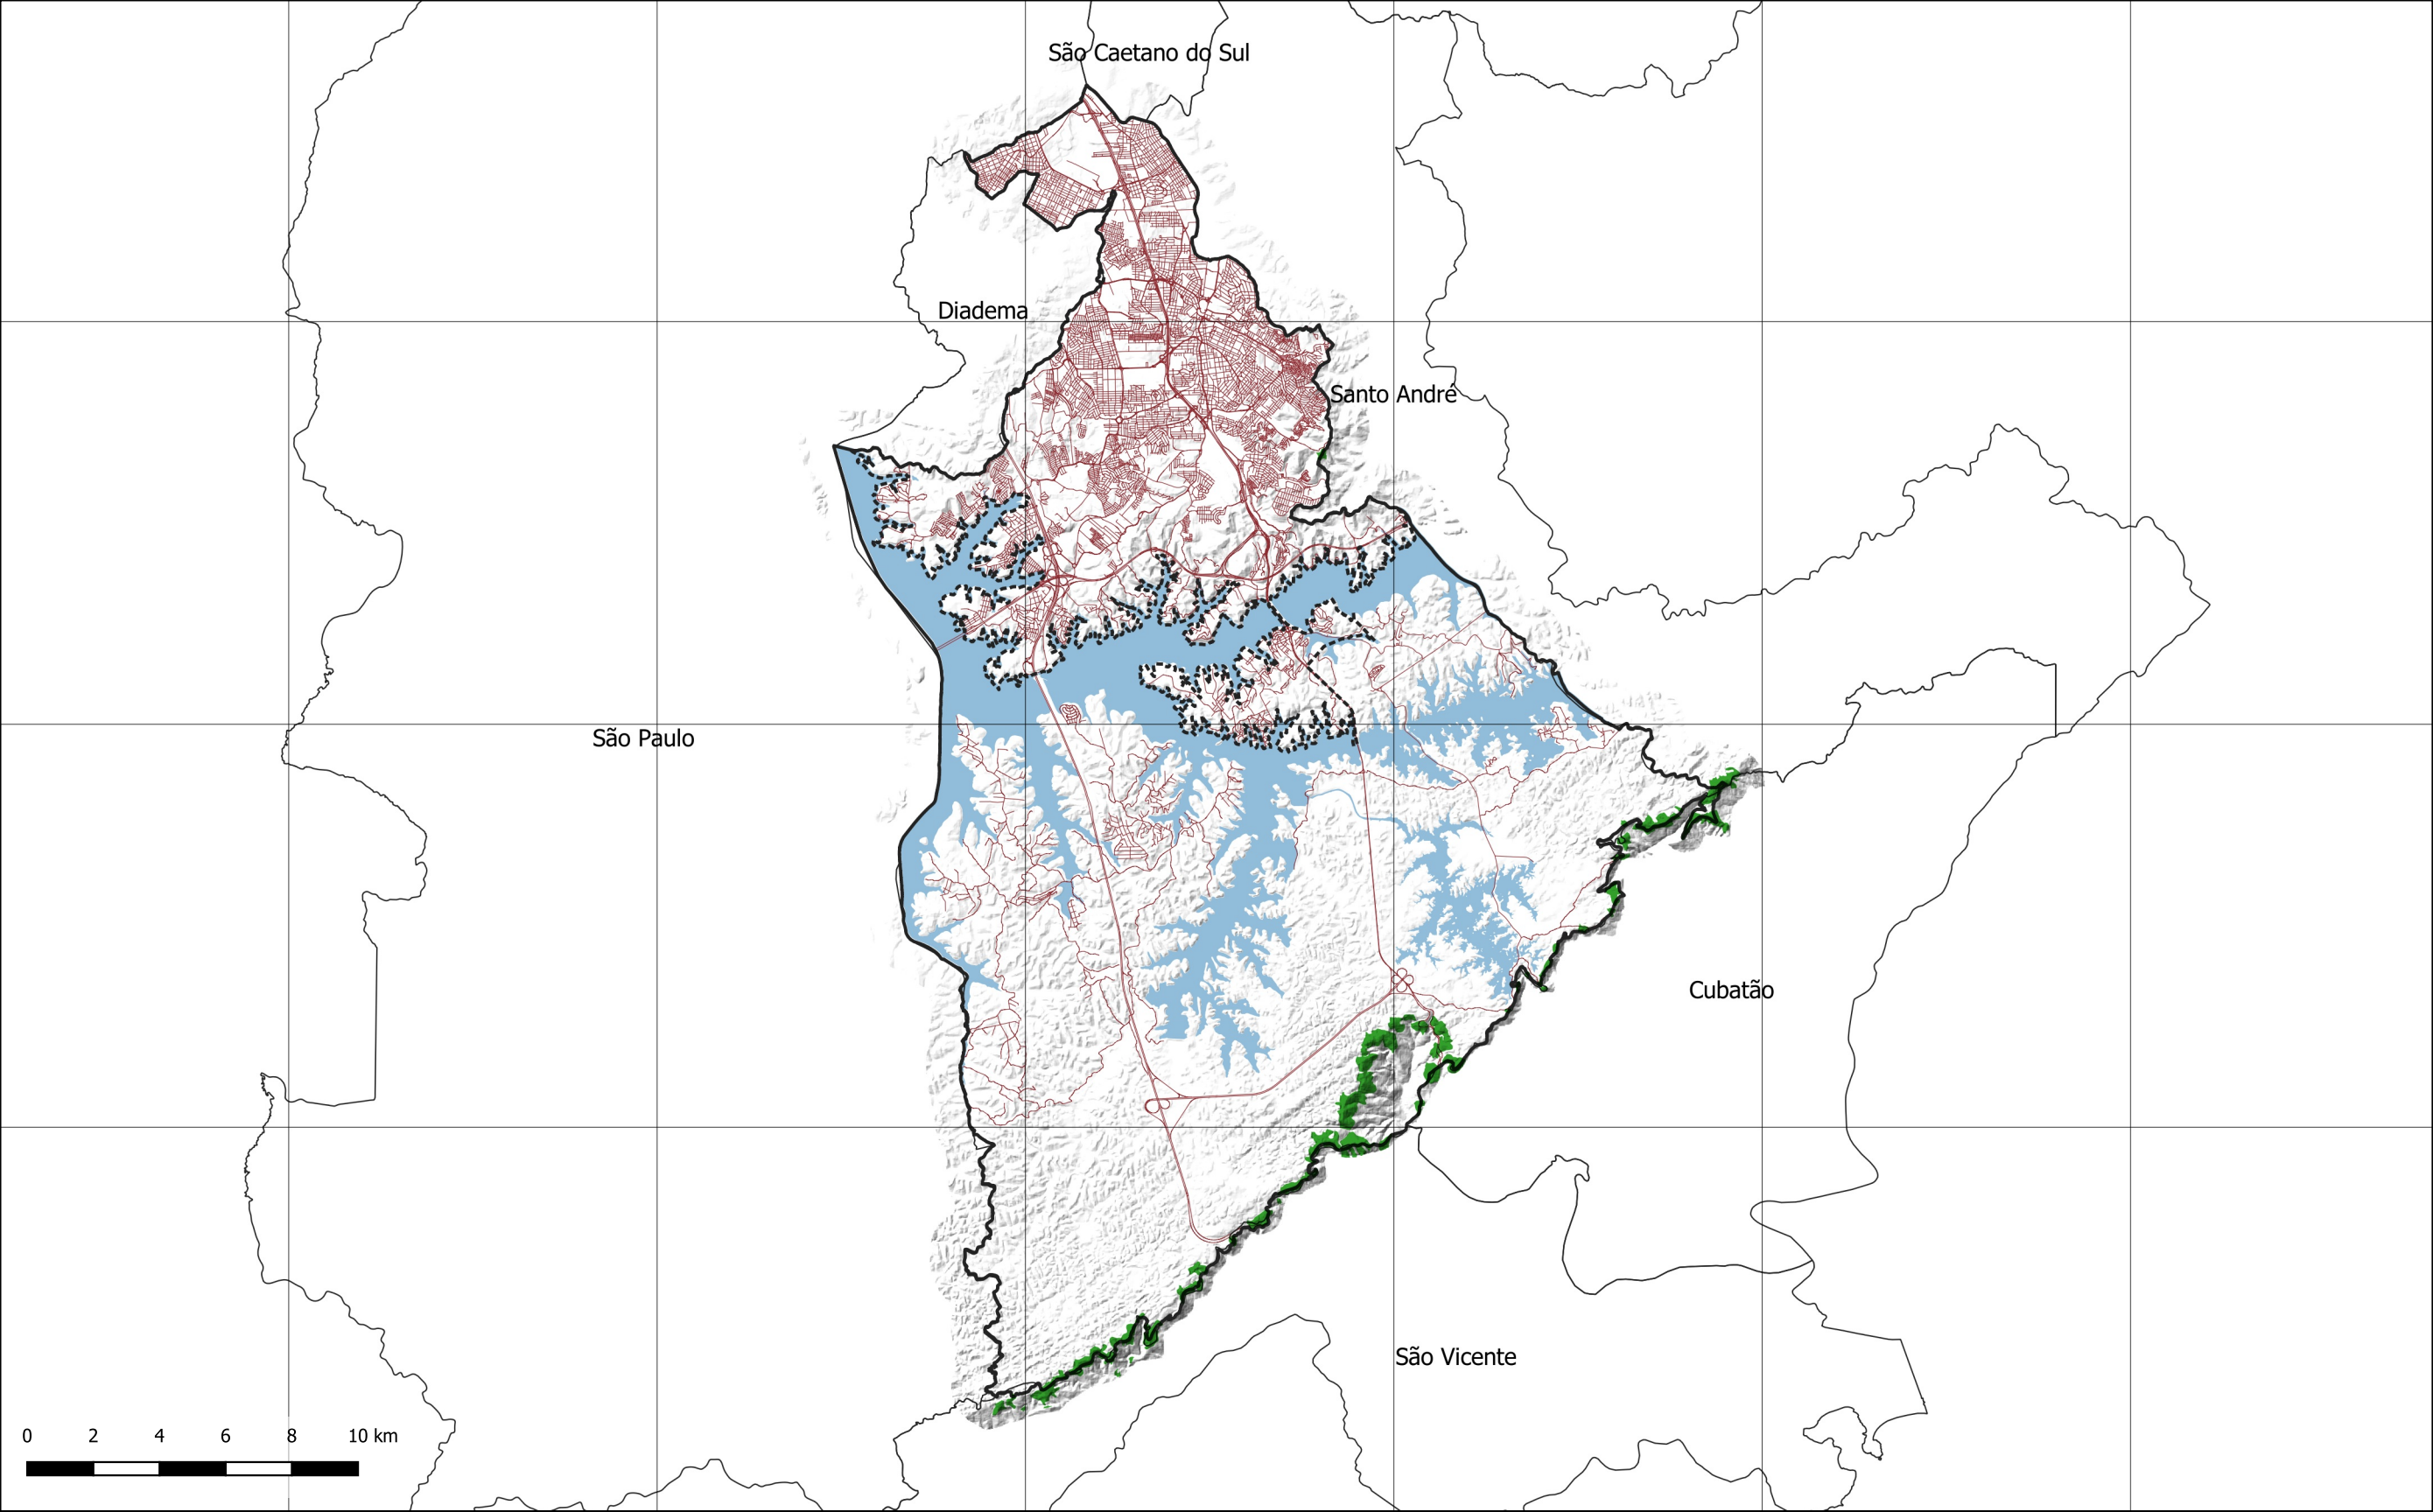 São Caetano do Sul
Diadema
Santo André
São Paulo
Cubatão
São Vicente
0 2 4 6 8 10 km